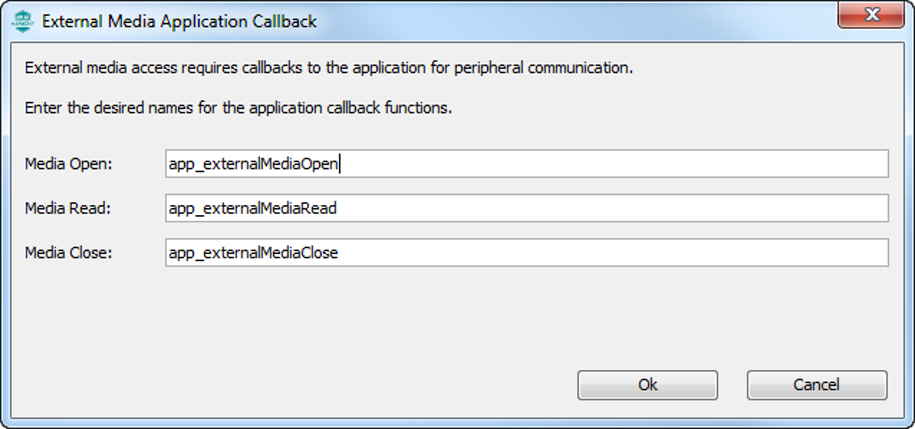 External Media Application Callback
External media access requires callbacks to the application for peripheral communication.
Enter the desired names for the application callback functions.
Media Open: app_externalMediaOpen
Media Read: app_externalMediaRead
Media Close: app_externalMediaClose
Ok Cancel